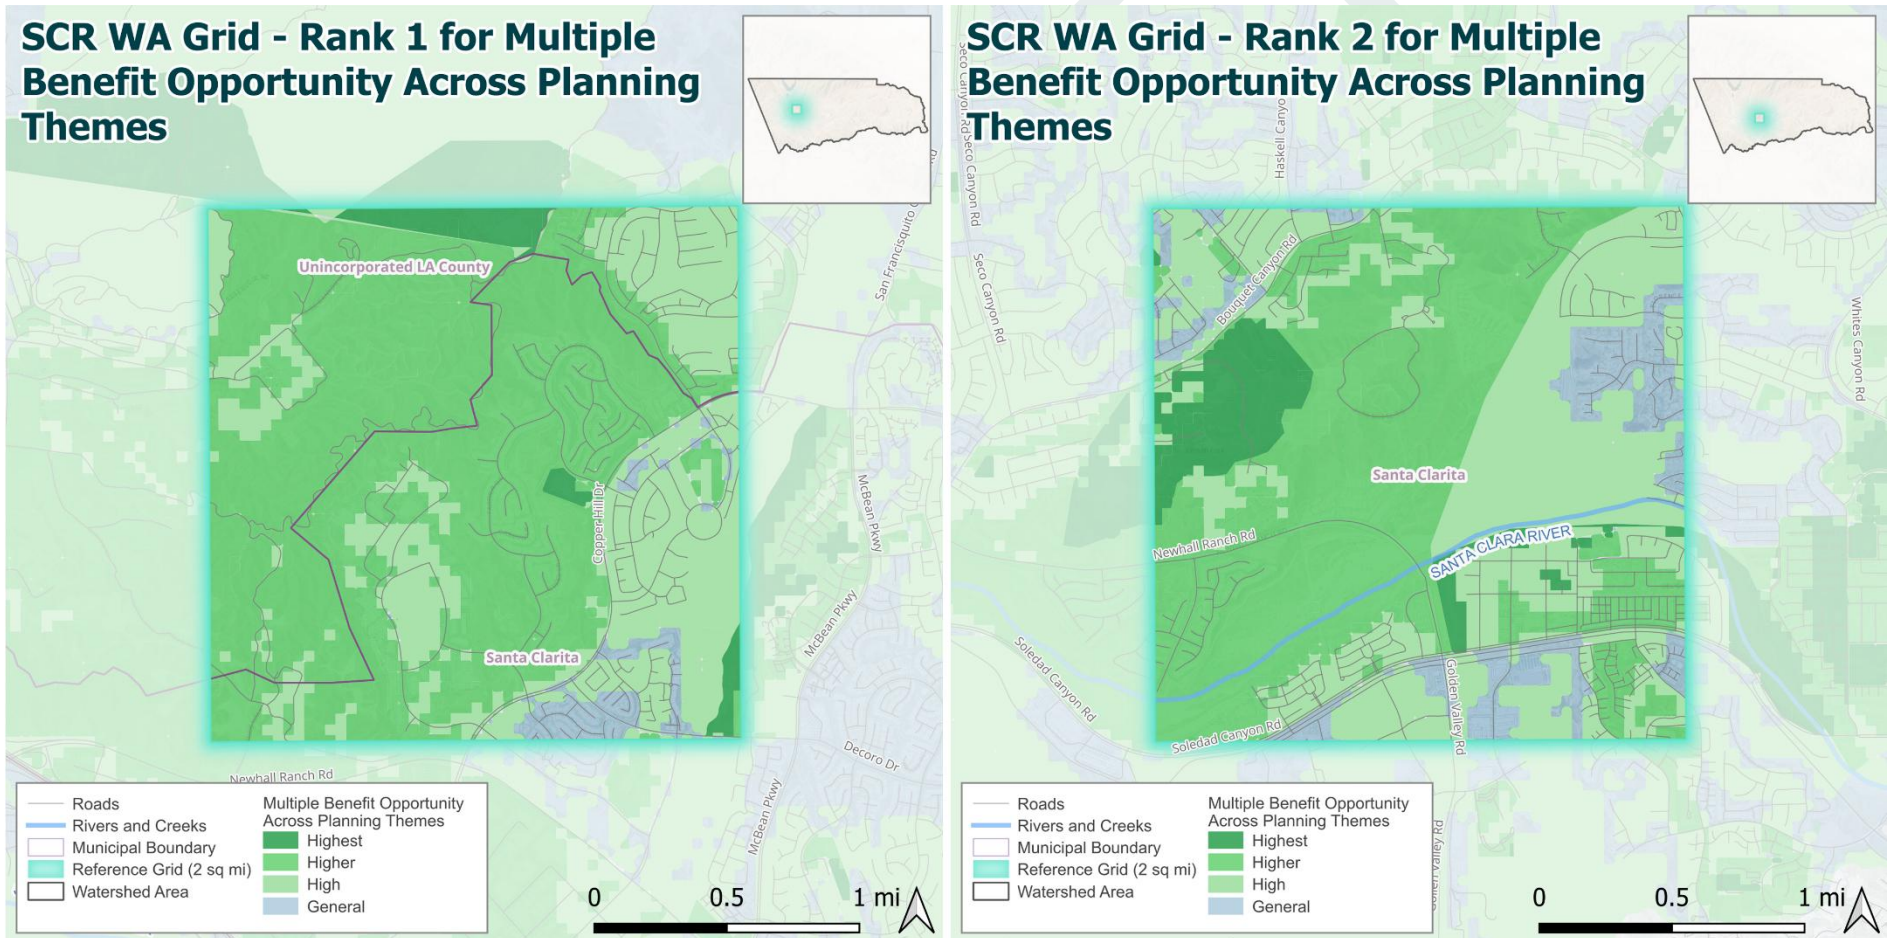 SCR WA Grid - Rank 1 for Multiple
Benefit Opportunity Across Planning
Themes
San Francisquito C
Unincorporated LA County
Copper Hill Dr
McBean Pkwy
McBean Pkwy
Santa Clarita
Decoro Dr
Newhall Ranch Rd
McBean Pkwy
Roads
Rivers and Creeks
Municipal Boundary
Reference Grid (2 sq mi)
Watershed Area
Multiple Benefit Opportunity
Across Planning Themes
Highest
Higher
High
General
0 0.5 1 mi
SCR WA Grid - Rank 2 for Multiple
Benefit Opportunity Across Planning
Themes
Seco Canyon Rd
Seco Canyon Rd
Haskell Canyo
Bouquet Canyon Rd
Seco Canyon Rd
Whites Canyon Rd
Santa Clarita
Newhall Ranch Rd
SANTA CLARA RIVER
Soledad Canyon Rd
Golden Valley Rd
Soledad Canyon Rd
Roads
Rivers and Creeks
Municipal Boundary
Reference Grid (2 sq mi)
Watershed Area
Multiple Benefit Opportunity
Across Planning Themes
Highest
Higher
High
General
0 0.5 1 mi